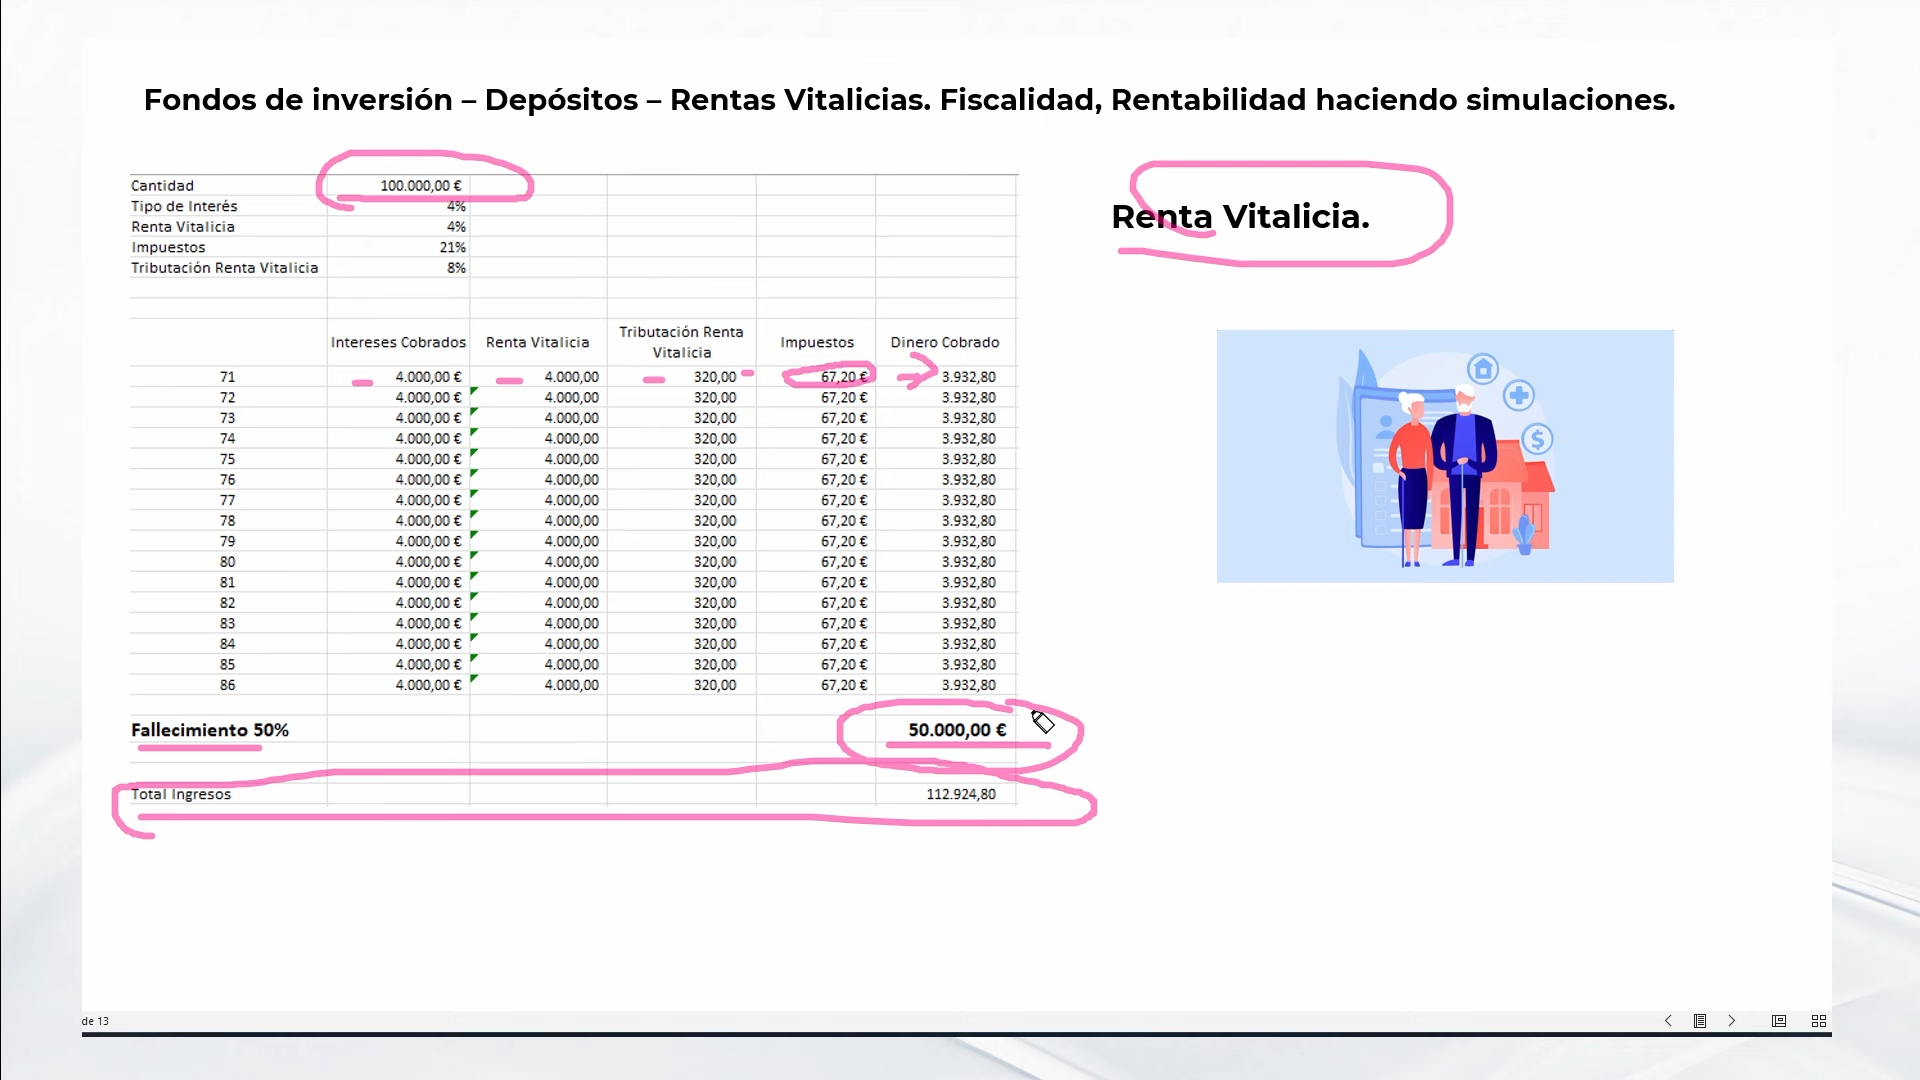 Fondos de inversión – Depósitos – Rentas Vitalicias. Fiscalidad, Rentabilidad haciendo simulaciones.
Cantidad 100.000,00 €
Tipo de Interés 4%
Renta Vitalicia 4%
Impuestos 21%
Tributación Renta Vitalicia 8%
Renta Vitalicia.
Intereses Cobrados Renta Vitalicia Tributación Renta Vitalicia Impuestos Dinero Cobrado
71 4.000,00 € 4.000,00 320,00 67,20 € 3.932,80
72 4.000,00 € 4.000,00 320,00 67,20 € 3.932,80
73 4.000,00 € 4.000,00 320,00 67,20 € 3.932,80
74 4.000,00 € 4.000,00 320,00 67,20 € 3.932,80
75 4.000,00 € 4.000,00 320,00 67,20 € 3.932,80
76 4.000,00 € 4.000,00 320,00 67,20 € 3.932,80
77 4.000,00 € 4.000,00 320,00 67,20 € 3.932,80
78 4.000,00 € 4.000,00 320,00 67,20 € 3.932,80
79 4.000,00 € 4.000,00 320,00 67,20 € 3.932,80
80 4.000,00 € 4.000,00 320,00 67,20 € 3.932,80
81 4.000,00 € 4.000,00 320,00 67,20 € 3.932,80
82 4.000,00 € 4.000,00 320,00 67,20 € 3.932,80
83 4.000,00 € 4.000,00 320,00 67,20 € 3.932,80
84 4.000,00 € 4.000,00 320,00 67,20 € 3.932,80
85 4.000,00 € 4.000,00 320,00 67,20 € 3.932,80
86 4.000,00 € 4.000,00 320,00 67,20 € 3.932,80
Fallecimiento 50% 50.000,00 €
Total Ingresos 112.924,80
$
de 13